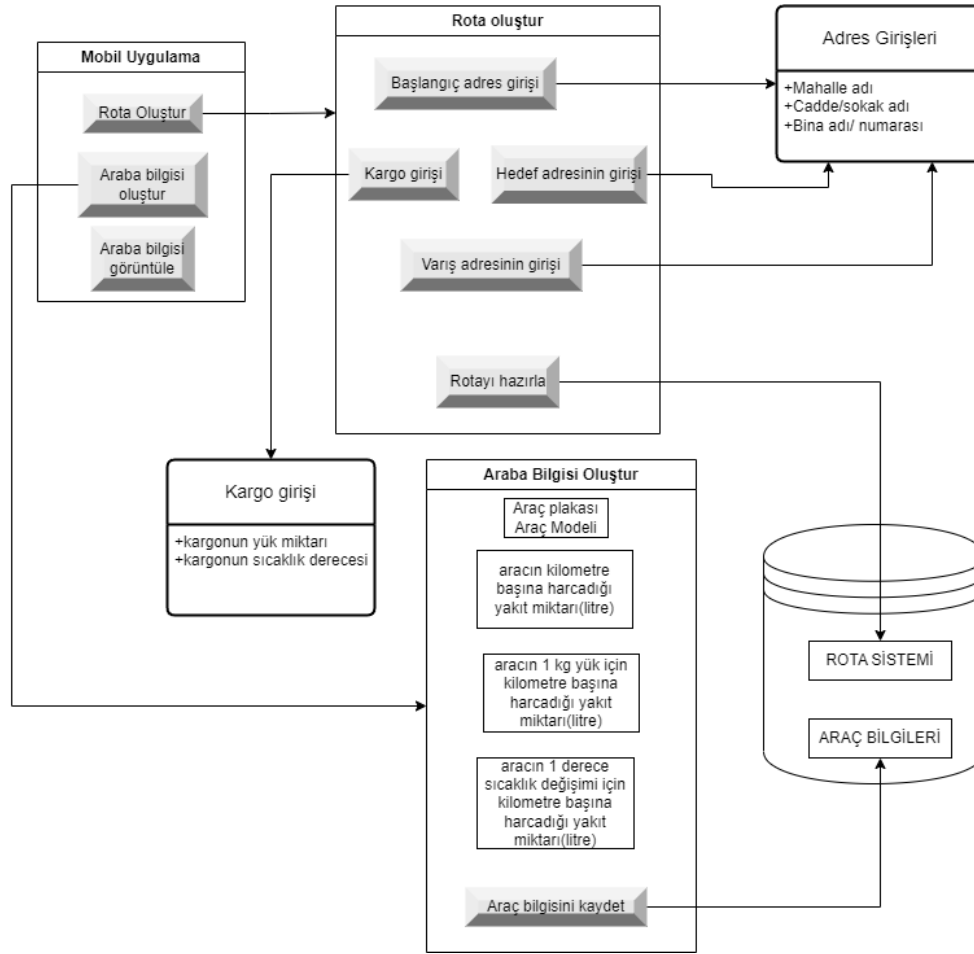 Mobil Uygulama
Rota Oluştur
Araba bilgisi
oluştur
Araba bilgisi
görüntüle
Rota oluştur
Başlangıç adres girişi
Kargo girişi
Hedef adresinin girişi
Varış adresinin girişi
Rotayı hazırla
Adres Girişleri
+Mahalle adı
+Cadde/sokak adı
+Bina adı/ numarası
Kargo girişi
+kargonun yük miktarı
+kargonun sıcaklık derecesi
Araba Bilgisi Oluştur
Araç plakası
Araç Modeli
aracın kilometre
başına harcadığı
yakıt miktarı(litre)
aracın 1 kg yük için
kilometre başına
harcadığı yakıt
miktarı(litre)
aracın 1 derece
sıcaklık değişimi için
kilometre başına
harcadığı yakıt
miktarı(litre)
Araç bilgisini kaydet
ROTA SİSTEMİ
ARAÇ BİLGİLERİ